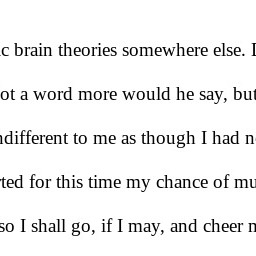 c brain theories somewhere else. I
ot a word more would he say, but
ndifferent to me as though I had n
ted for this time my chance of mu
so I shall go, if I may, and cheer